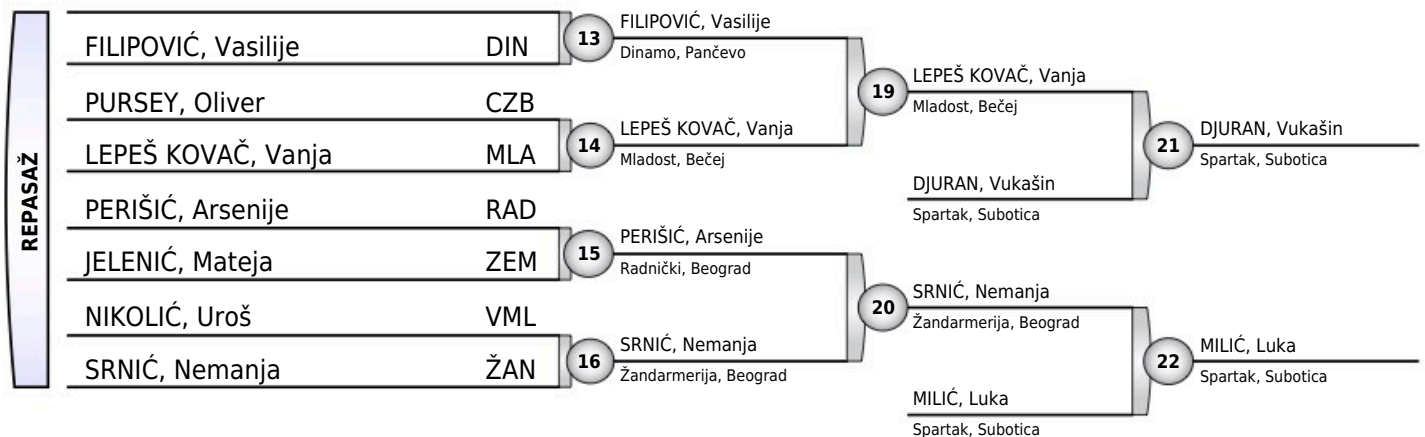 REPASAŽ
FILIPOVIĆ, Vasilije DIN
PURSEY, Oliver CZB
LEPEŠ KOVAČ, Vanja MLA
PERIŠIĆ, Arsenije RAD
JELENIĆ, Mateja ZEM
NIKOLIĆ, Uroš VML
SRNIĆ, Nemanja ŽAN
13
FILIPOVIĆ, Vasilije
Dinamo, Pančevo
14
LEPEŠ KOVAČ, Vanja
Mladost, Bečej
15
PERIŠIĆ, Arsenije
Radnički, Beograd
16
SRNIĆ, Nemanja
Žandarmerija, Beograd
19
LEPEŠ KOVAČ, Vanja
Mladost, Bečej
DJURAN, Vukašin
Spartak, Subotica
20
SRNIĆ, Nemanja
Žandarmerija, Beograd
MILIĆ, Luka
Spartak, Subotica
21
DJURAN, Vukašin
Spartak, Subotica
22
MILIĆ, Luka
Spartak, Subotica